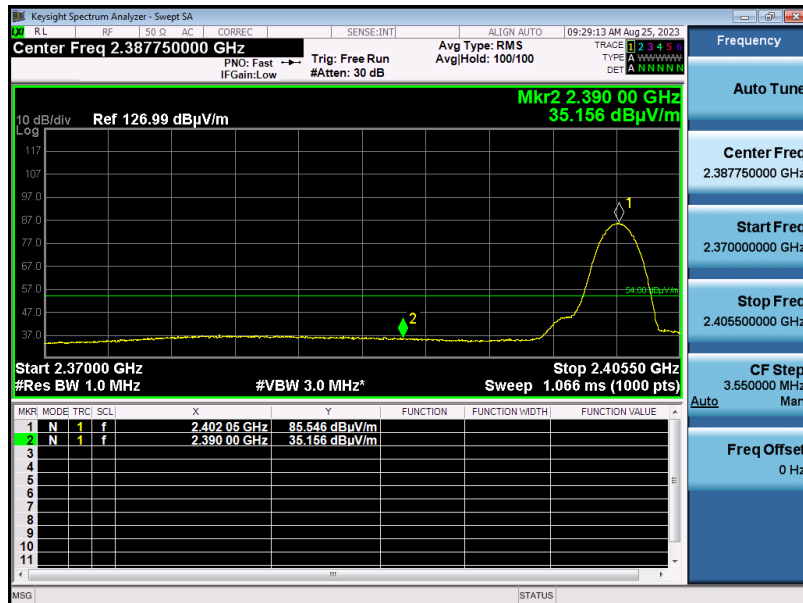 Keysight Spectrum Analyzer - Swept SA
LXI RL RF 50 Ω AC CORREC SENSE:INT ALIGN AUTO 09:29:13 AM Aug 25, 2023
Center Freq 2.387750000 GHz
PNO: Fast
IFGain:Low
Trig: Free Run
#Atten: 30 dB
Avg Type: RMS
Avg|Hold: 100/100
TRACE 1 2 3 4 5 6
TYPE A WWWWW
DET A N N N N N
Mkr2 2.390 00 GHz
35.156 dBµV/m
10 dB/div Ref 126.99 dBµV/m
Log
117
107
97.0
87.0
77.0
67.0
57.0
47.0
37.0
1
2
54.00 dBµV/m
Start 2.37000 GHz Stop 2.40550 GHz
#Res BW 1.0 MHz #VBW 3.0 MHz* Sweep 1.066 ms (1000 pts)
MKR MODE TRC SCL X Y FUNCTION FUNCTION WIDTH FUNCTION VALUE
1 N 1 f 2.402 05 GHz 85.546 dBµV/m
2 N 1 f 2.390 00 GHz 35.156 dBµV/m
3
4
5
6
7
8
9
10
11
MSG STATUS
Frequency
Auto Tune
Center Freq
2.387750000 GHz
Start Freq
2.370000000 GHz
Stop Freq
2.405500000 GHz
CF Step
3.550000 MHz
Auto Man
Freq Offset
0 Hz